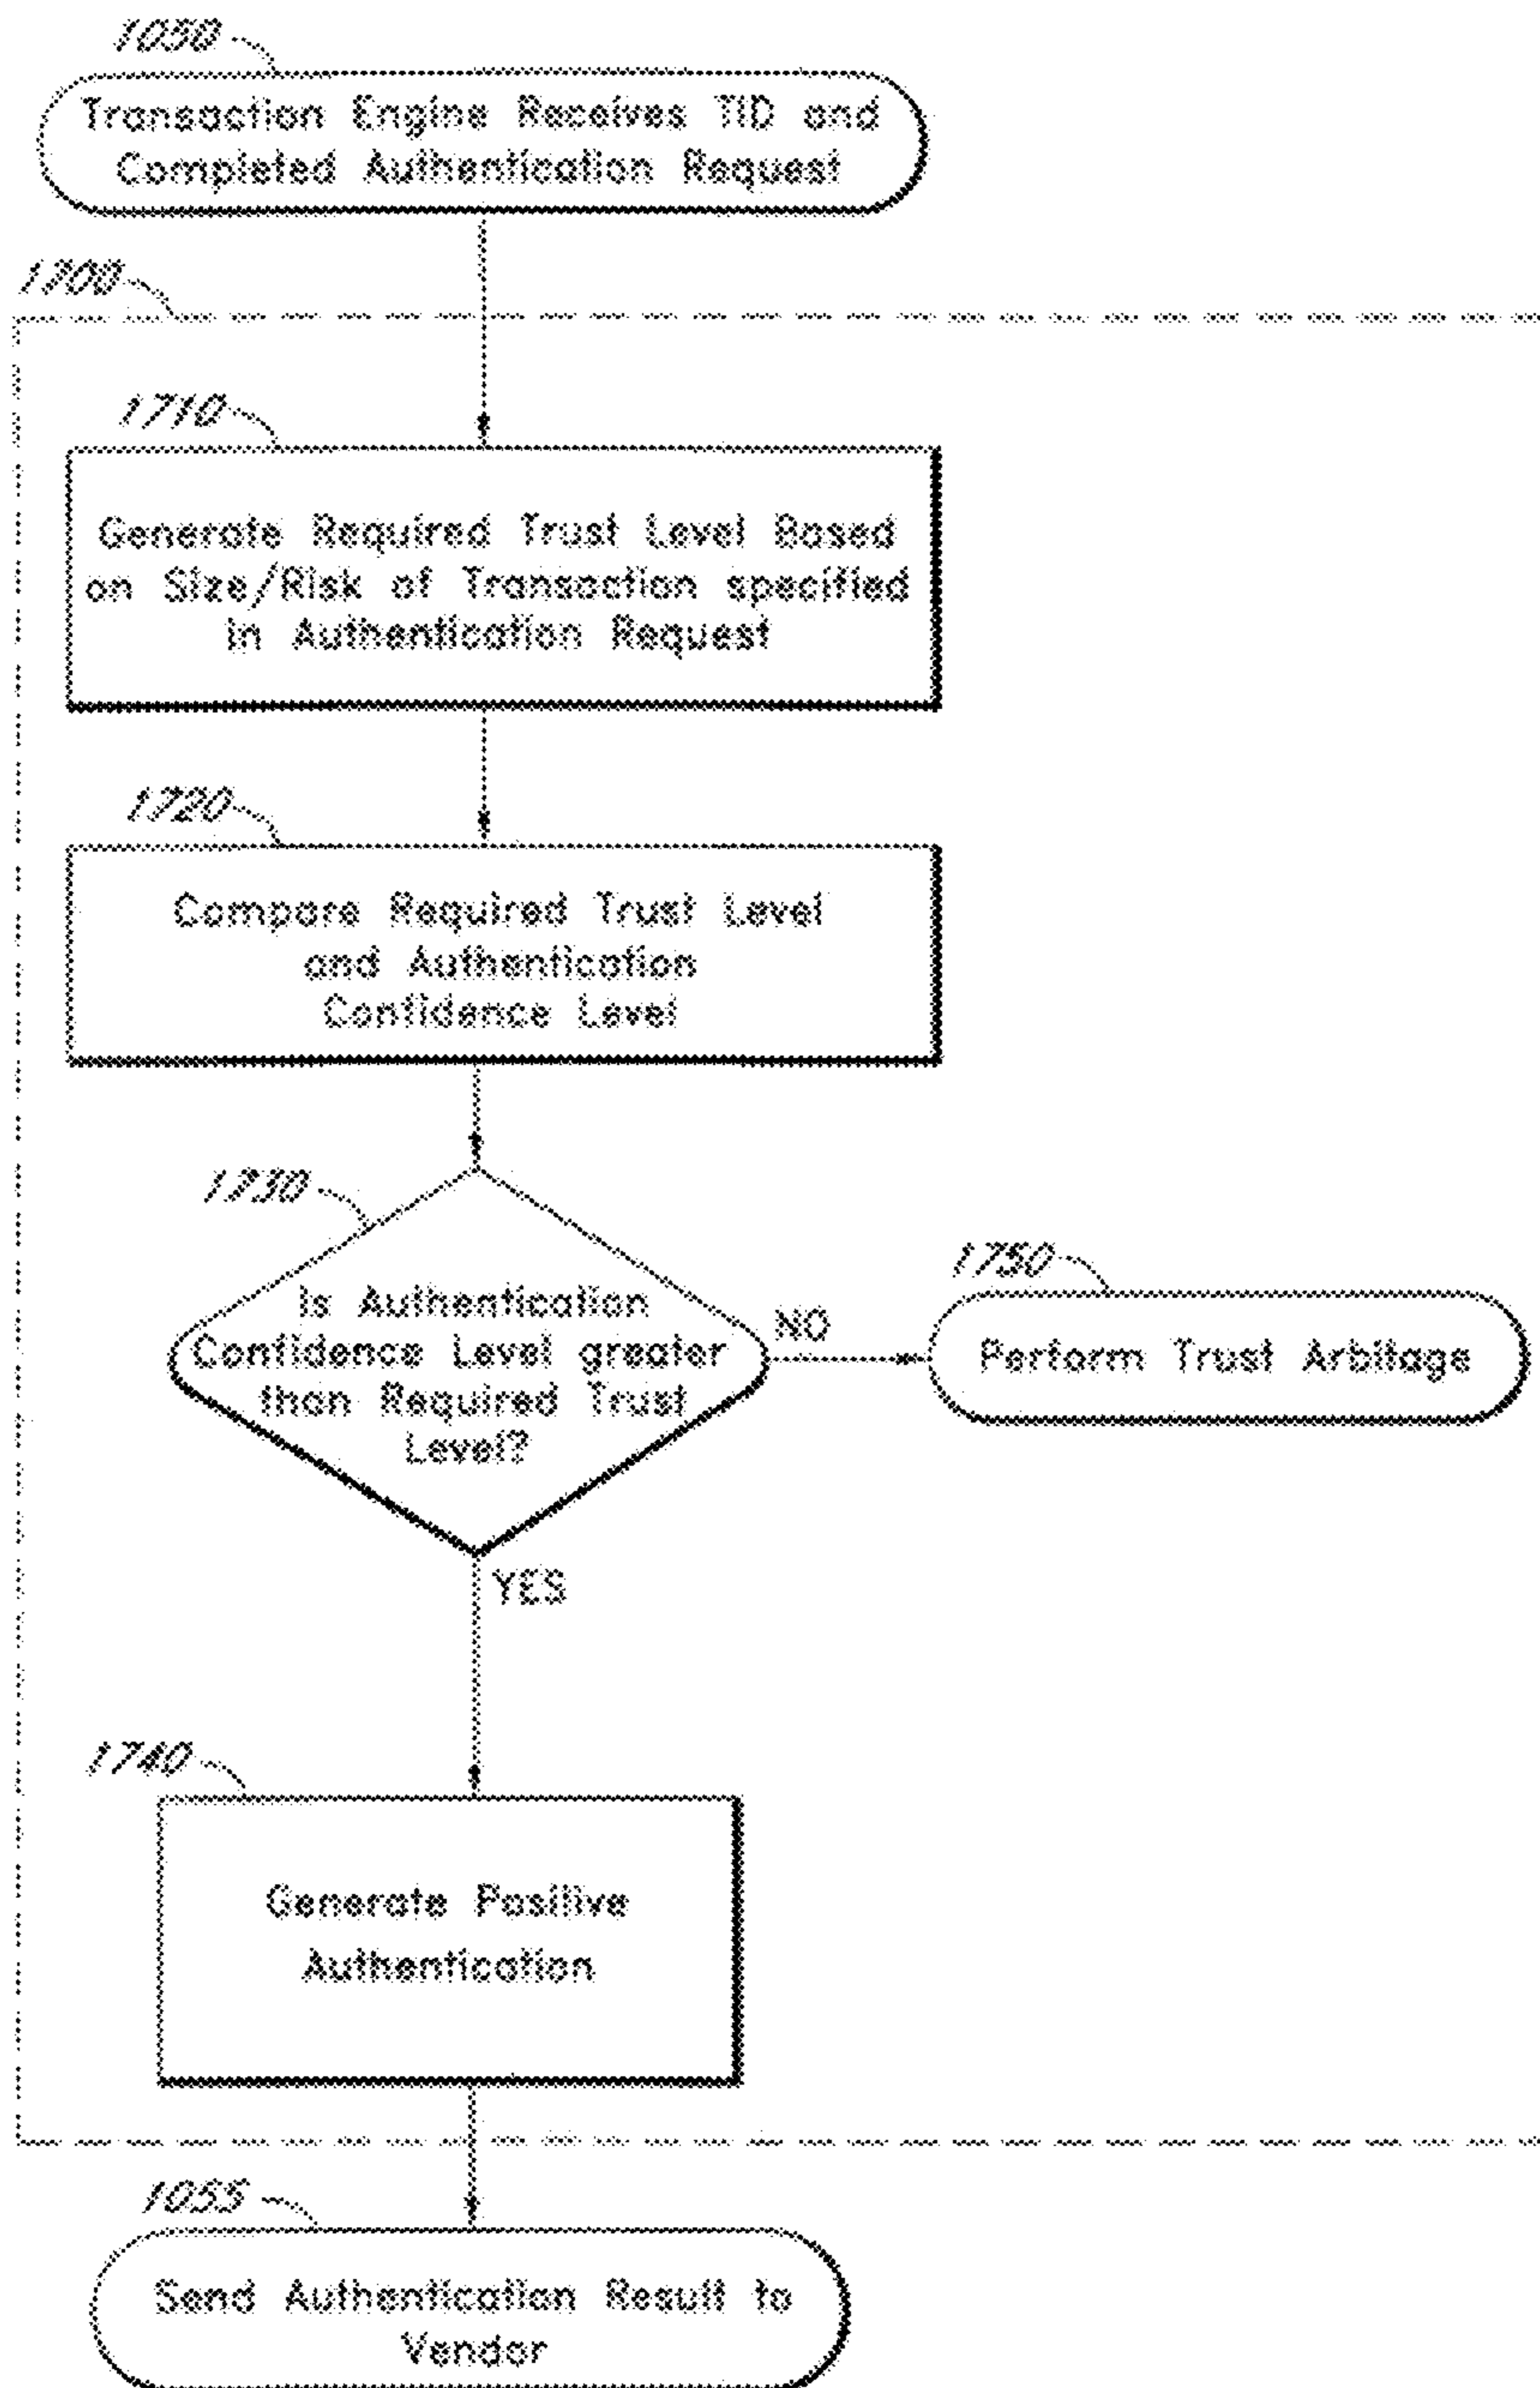 1050
Transaction Engine Receives TID and
Completed Authentication Request
1700
1710
Generate Required Trust Level Based
on Size/Risk of Transaction specified
in Authentication Request
1720
Compare Required Trust Level
and Authentication
Confidence Level
1730
Is Authentication
Confidence Level greater
than Required Trust
Level?
NO
1750
Perform Trust Arbitage
YES
1740
Generate Positive
Authentication
1055
Send Authentication Result to
Vendor